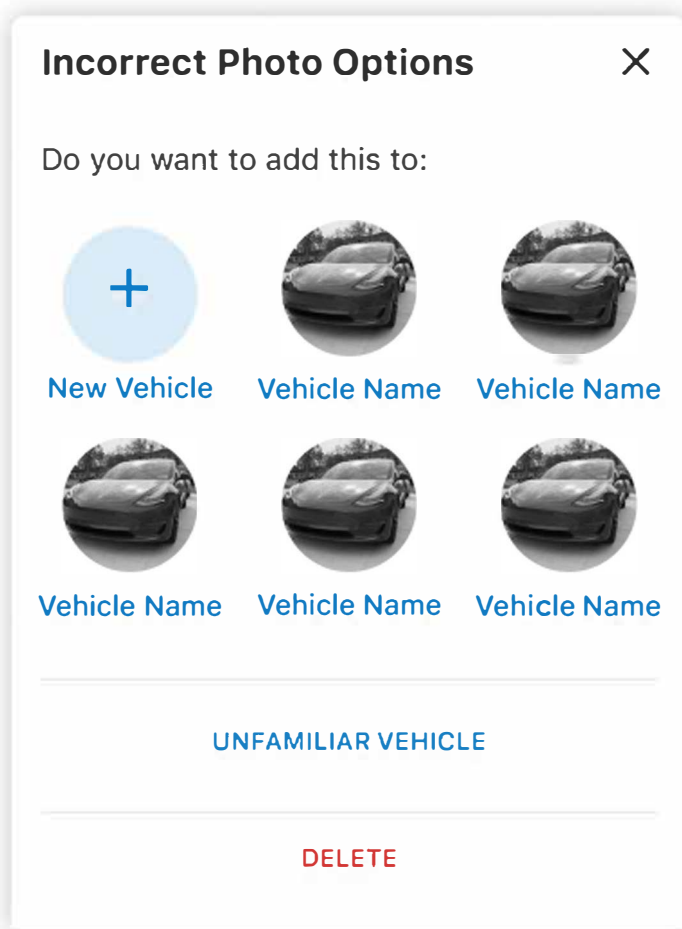 Incorrect Photo Options
Do you want to add this to:
New Vehicle Vehicle Name Vehicle Name
Vehicle Name Vehicle Name Vehicle Name
UNFAMILIAR VEHICLE
DELETE